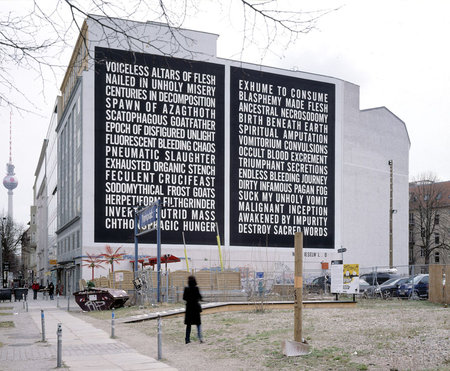 VOICELESS ALTARS OF FLESH
NAILED IN UNHOLY MISERY
CENTURIES IN DECOMPOSITION
SPAWN OF AZAGTHOTH
SCATOPHAGOUS GOATFATHER
EPOCH OF DISFIGURED UNLIGHT
FLUORESCENT BLEEDING CHAOS
PNEUMATIC SLAUGHTER
EXHAUSTED ORGANIC STENCH
FECULENT CRUCIFEAST
SODOMYTHICAL FROST GOATS
HERPETIFORM FILTHGRINDER
INVERT PUTRID MASS
CHTHONOPHAGIC HUNGER
EXHUME TO CONSUME
BLASPHEMY MADE FLESH
ANCESTRAL NECROSODOMY
BIRTH BENEATH EARTH
SPIRITUAL AMPUTATION
VOMITORIUM CONVULSIONS
OCCULT BLOOD EXCREMENT
TRIUMPHANT SECRETIONS
ENDLESS BLEEDING JOURNEY
DIRTY INFAMOUS PAGAN FOG
SUCK MY UNHOLY VOMIT
MALIGNANT INCEPTION
AWAKENED BY IMPURITY
DESTROY SACRED WORDS